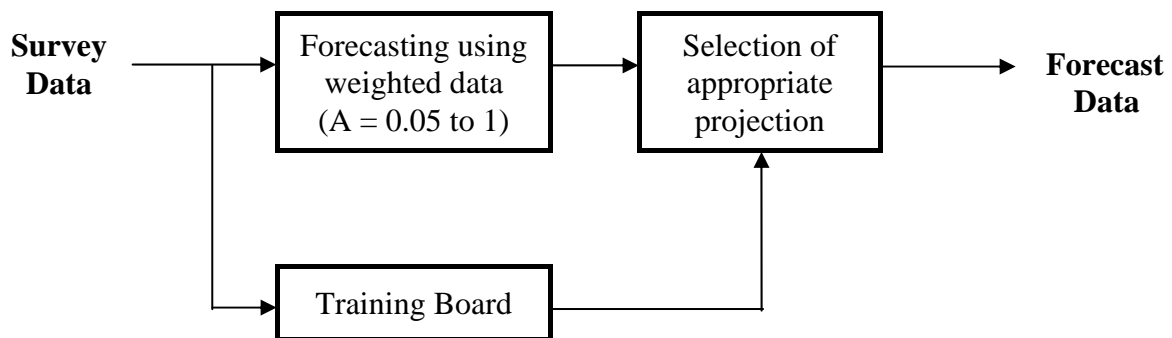 Survey
Data
Forecasting using
weighted data
(A = 0.05 to 1)
Selection of
appropriate
projection
Forecast
Data
Training Board